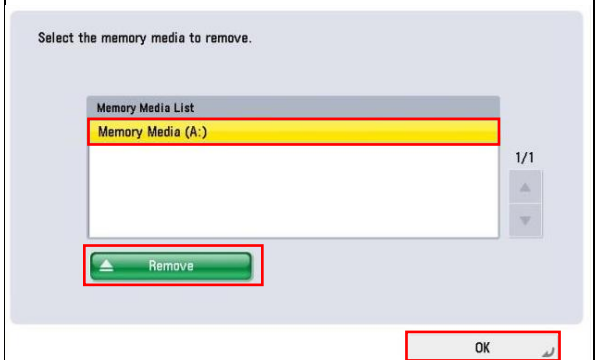 Select the memory media to remove.
Memory Media List
Memory Media (A:)
1/1
Remove
OK